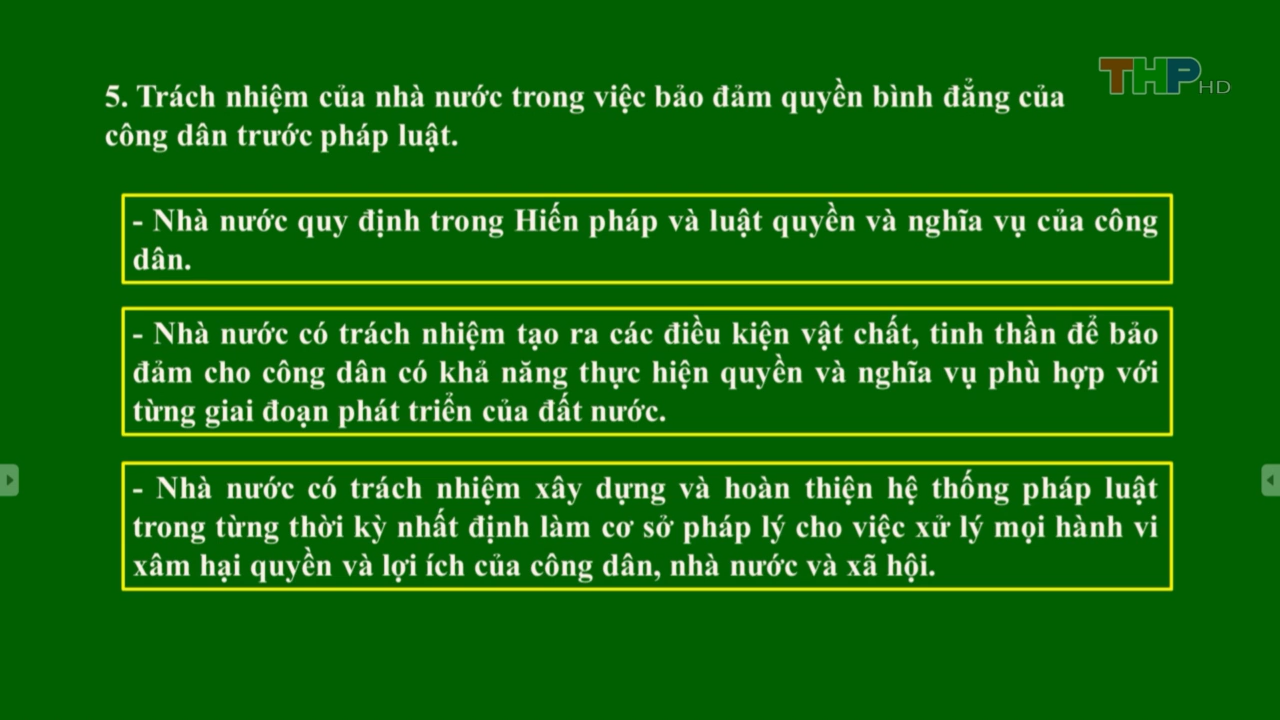 THP HD
5. Trách nhiệm của nhà nước trong việc bảo đảm quyền bình đẳng của
công dân trước pháp luật.
- Nhà nước quy định trong Hiến pháp và luật quyền và nghĩa vụ của công
dân.
- Nhà nước có trách nhiệm tạo ra các điều kiện vật chất, tinh thần để bảo
đảm cho công dân có khả năng thực hiện quyền và nghĩa vụ phù hợp với
từng giai đoạn phát triển của đất nước.
- Nhà nước có trách nhiệm xây dựng và hoàn thiện hệ thống pháp luật
trong từng thời kỳ nhất định làm cơ sở pháp lý cho việc xử lý mọi hành vi
xâm hại quyền và lợi ích của công dân, nhà nước và xã hội.